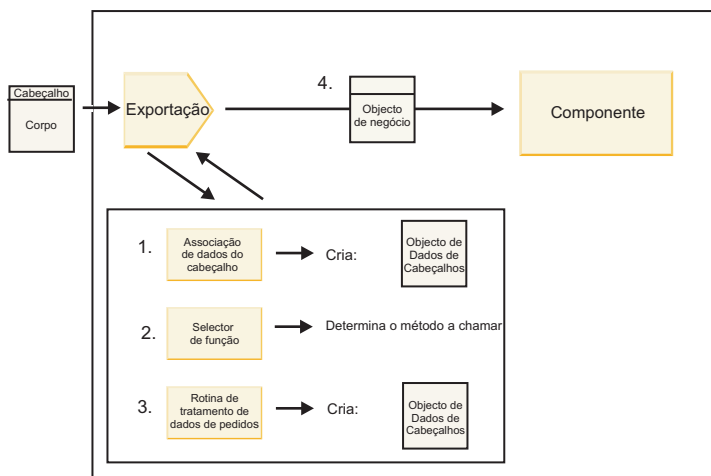 Cabeçalho
Corpo
Exportação
4.
Objecto
de negócio
Componente
1.
Associação
de dados do
cabeçalho
Cria:
Objecto de
Dados de
Cabeçalhos
2.
Selector
de função
Determina o método a chamar
3.
Rotina de
tratamento de
dados de pedidos
Cria:
Objecto de
Dados de
Cabeçalhos